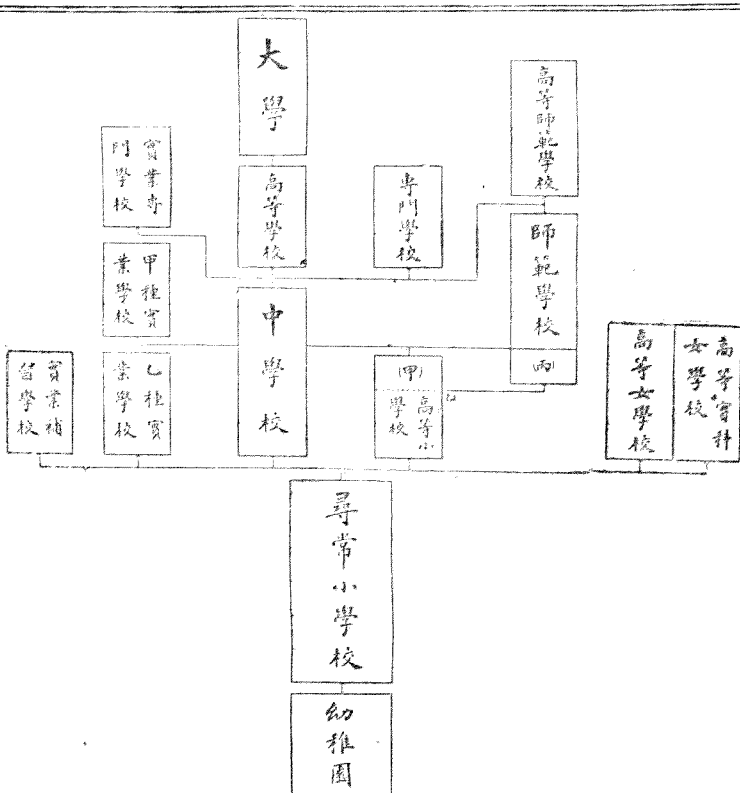 大學
高等師範學校
專門學校
高等學校
實業專
門學校
師範學校
丙
中學校
甲種實
業學校
高等實科
女學校
高等女學校
(甲)
高等小
學校
乙種實
業學校
實業補
習學校
尋常小學校
幼稚園